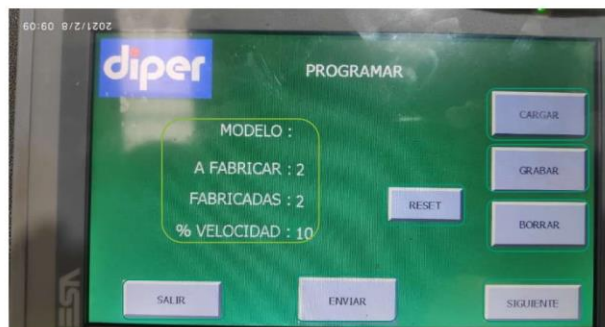 2021/2/8 09:09
diper
PROGRAMAR
CARGAR
MODELO :
A FABRICAR : 2
GRABAR
FABRICADAS : 2
RESET
BORRAR
% VELOCIDAD : 10
SALIR
ENVIAR
SIGUIENTE